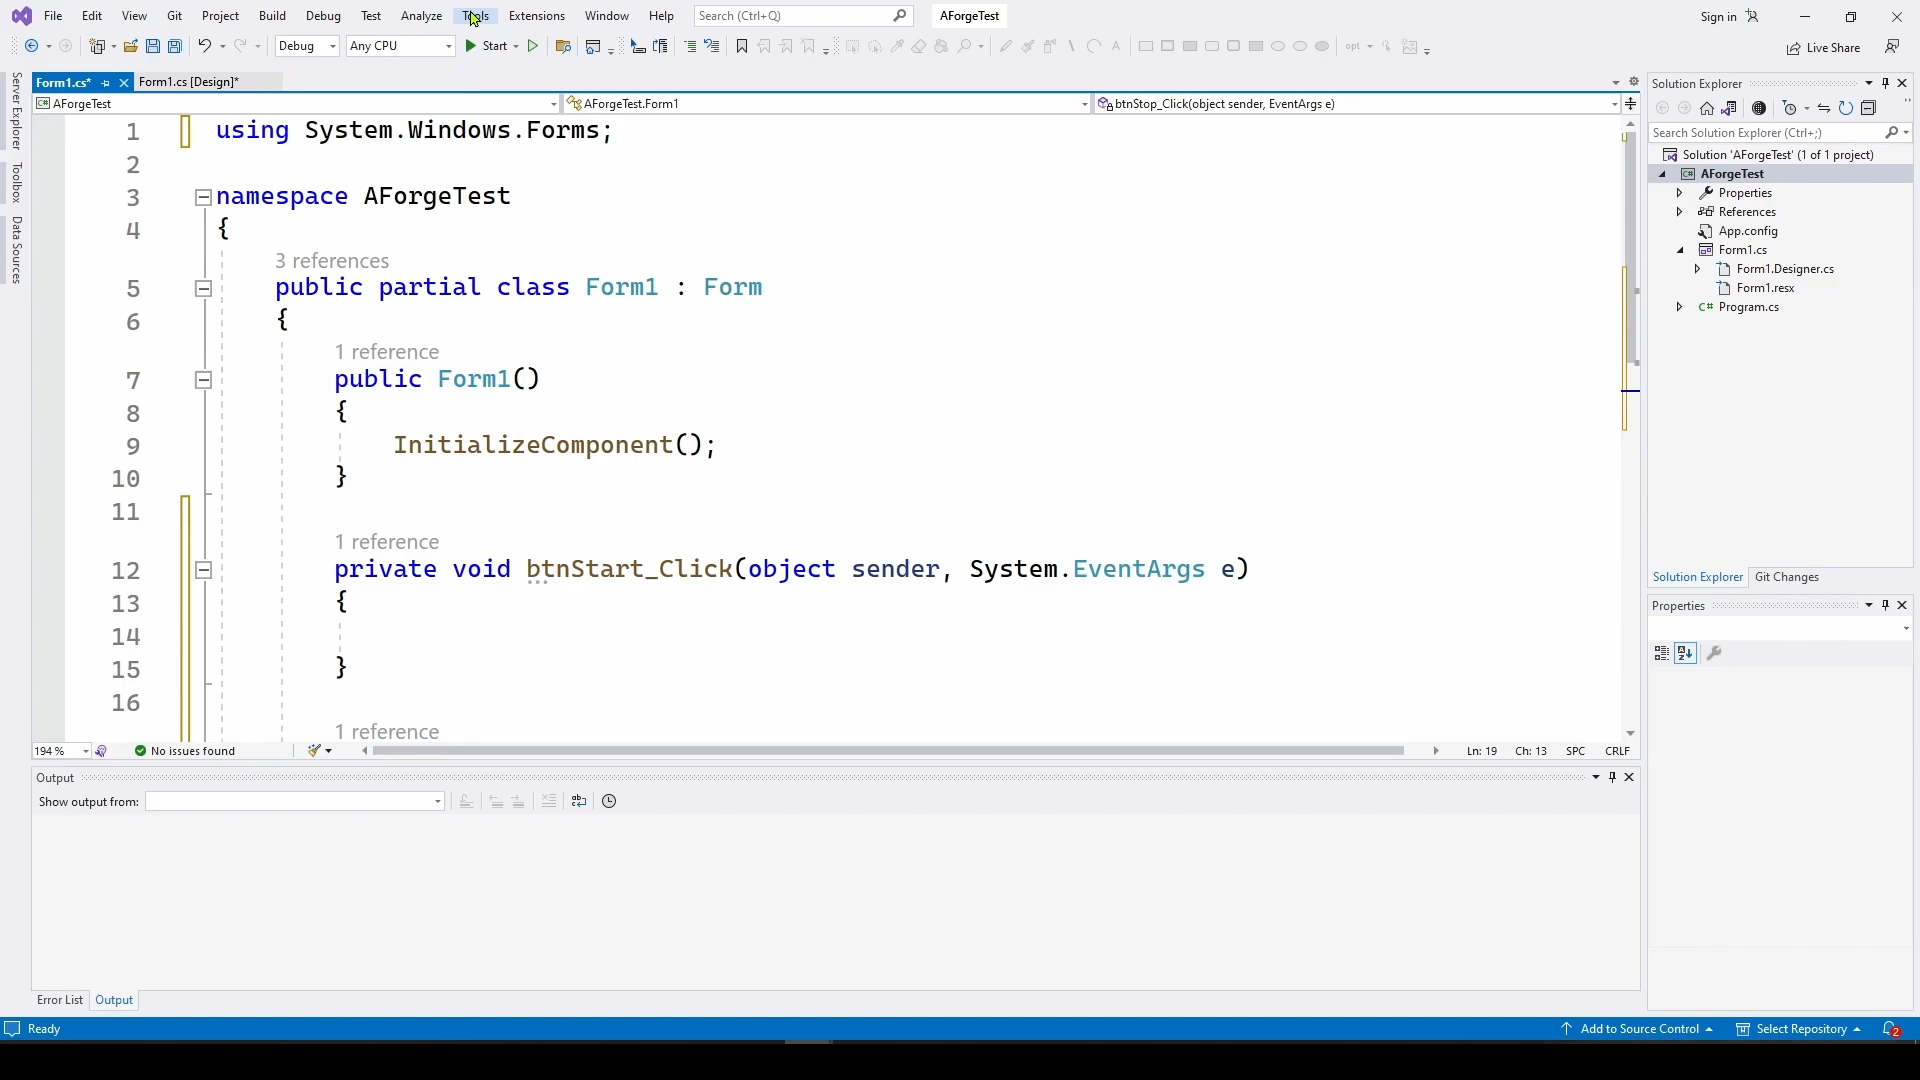 File Edit View Git Project Build Debug Test Analyze Tools Extensions Window Help Search (Ctrl+Q) AForgeTest Sign in
Debug Any CPU Start opt Live Share
Form1.cs* Form1.cs [Design]*
AForgeTest AForgeTest.Form1 btnStop_Click(object sender, EventArgs e)
Server Explorer
Toolbox
Data Sources
1 using System.Windows.Forms;
2
3 namespace AForgeTest
4 {
3 references
5 public partial class Form1 : Form
6 {
1 reference
7 public Form1()
8 {
9 InitializeComponent();
10 }
11
1 reference
12 private void btnStart_Click(object sender, System.EventArgs e)
13 {
14
15 }
16
1 reference
194 % No issues found Ln: 19 Ch: 13 SPC CRLF
Output
Show output from:
Error List Output
Solution Explorer
Search Solution Explorer (Ctrl+;)
Solution 'AForgeTest' (1 of 1 project)
C# AForgeTest
Properties
References
App.config
Form1.cs
Form1.Designer.cs
Form1.resx
C# Program.cs
Solution Explorer Git Changes
Properties
Ready Add to Source Control Select Repository 2